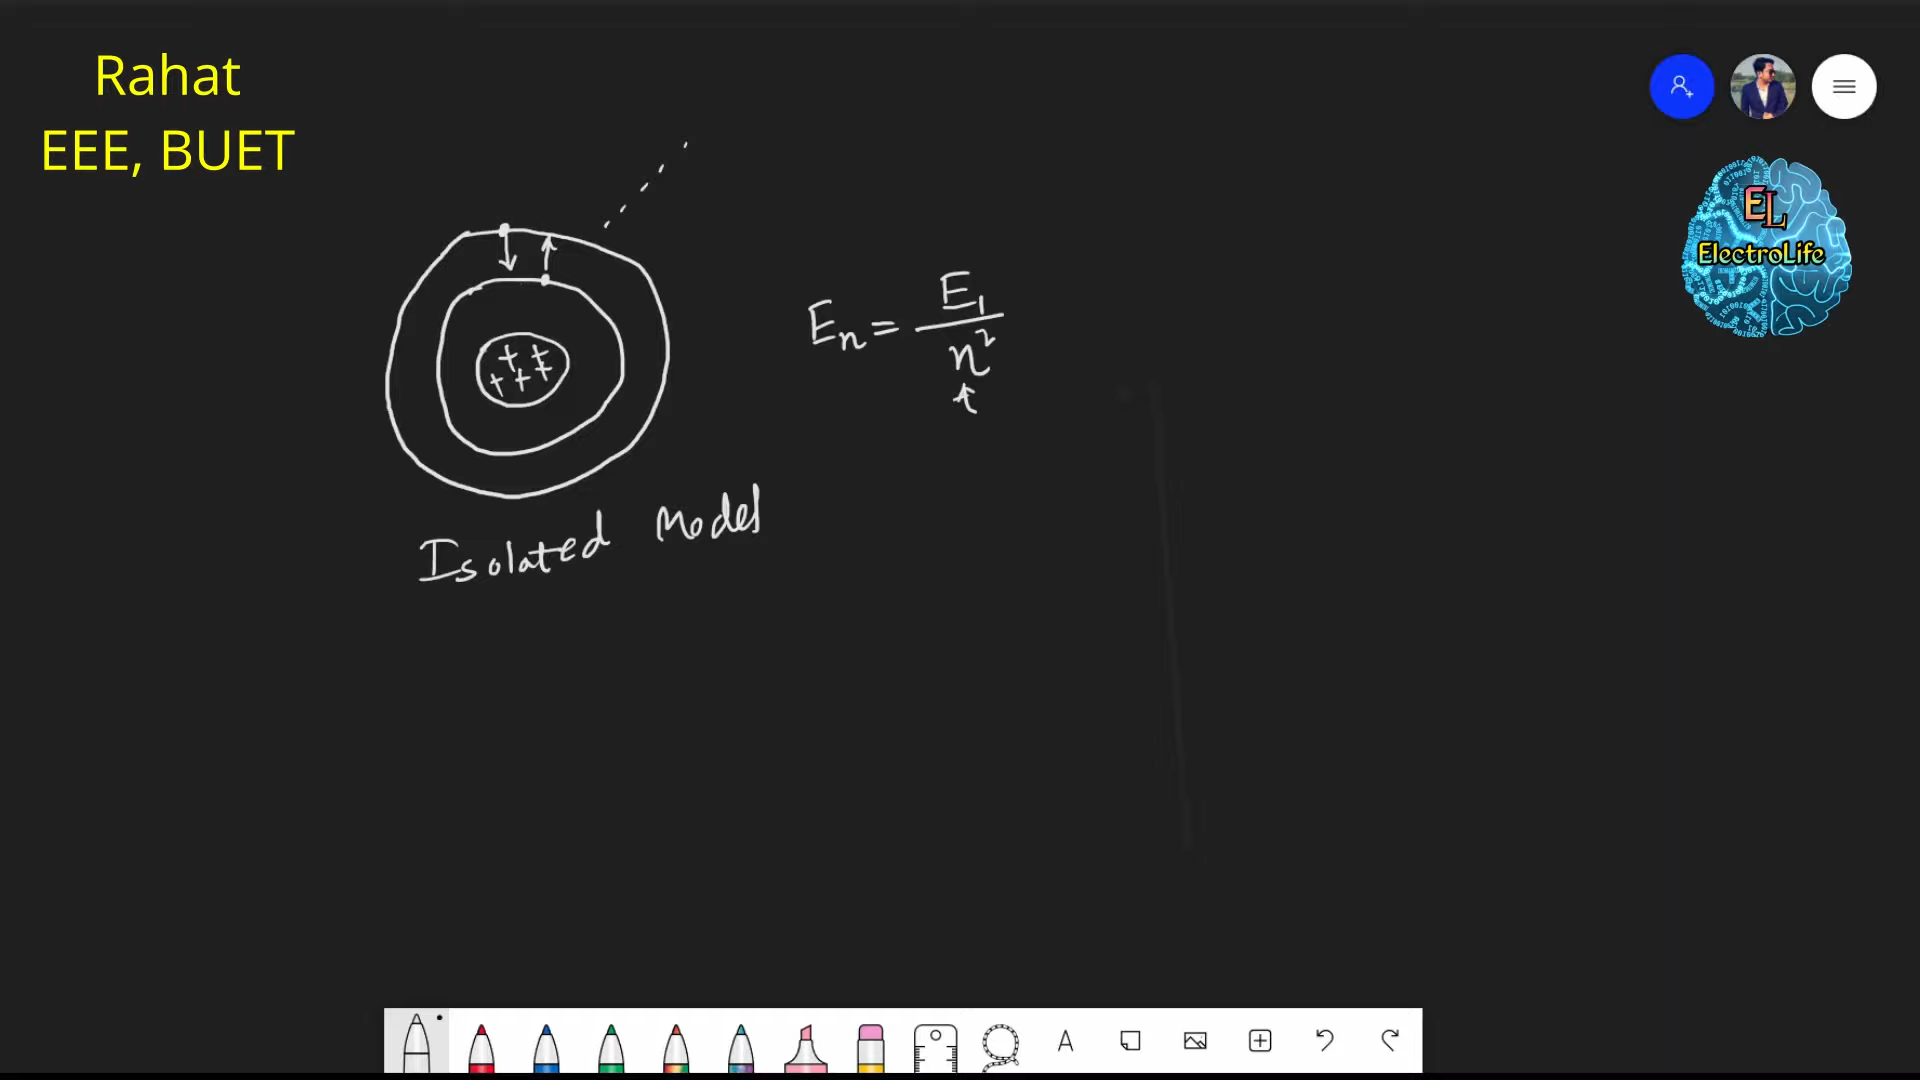 Rahat
EEE, BUET
EL
ElectroLife
+ +
+ + +
Eₙ = E₁/n²
Isolated Model
A